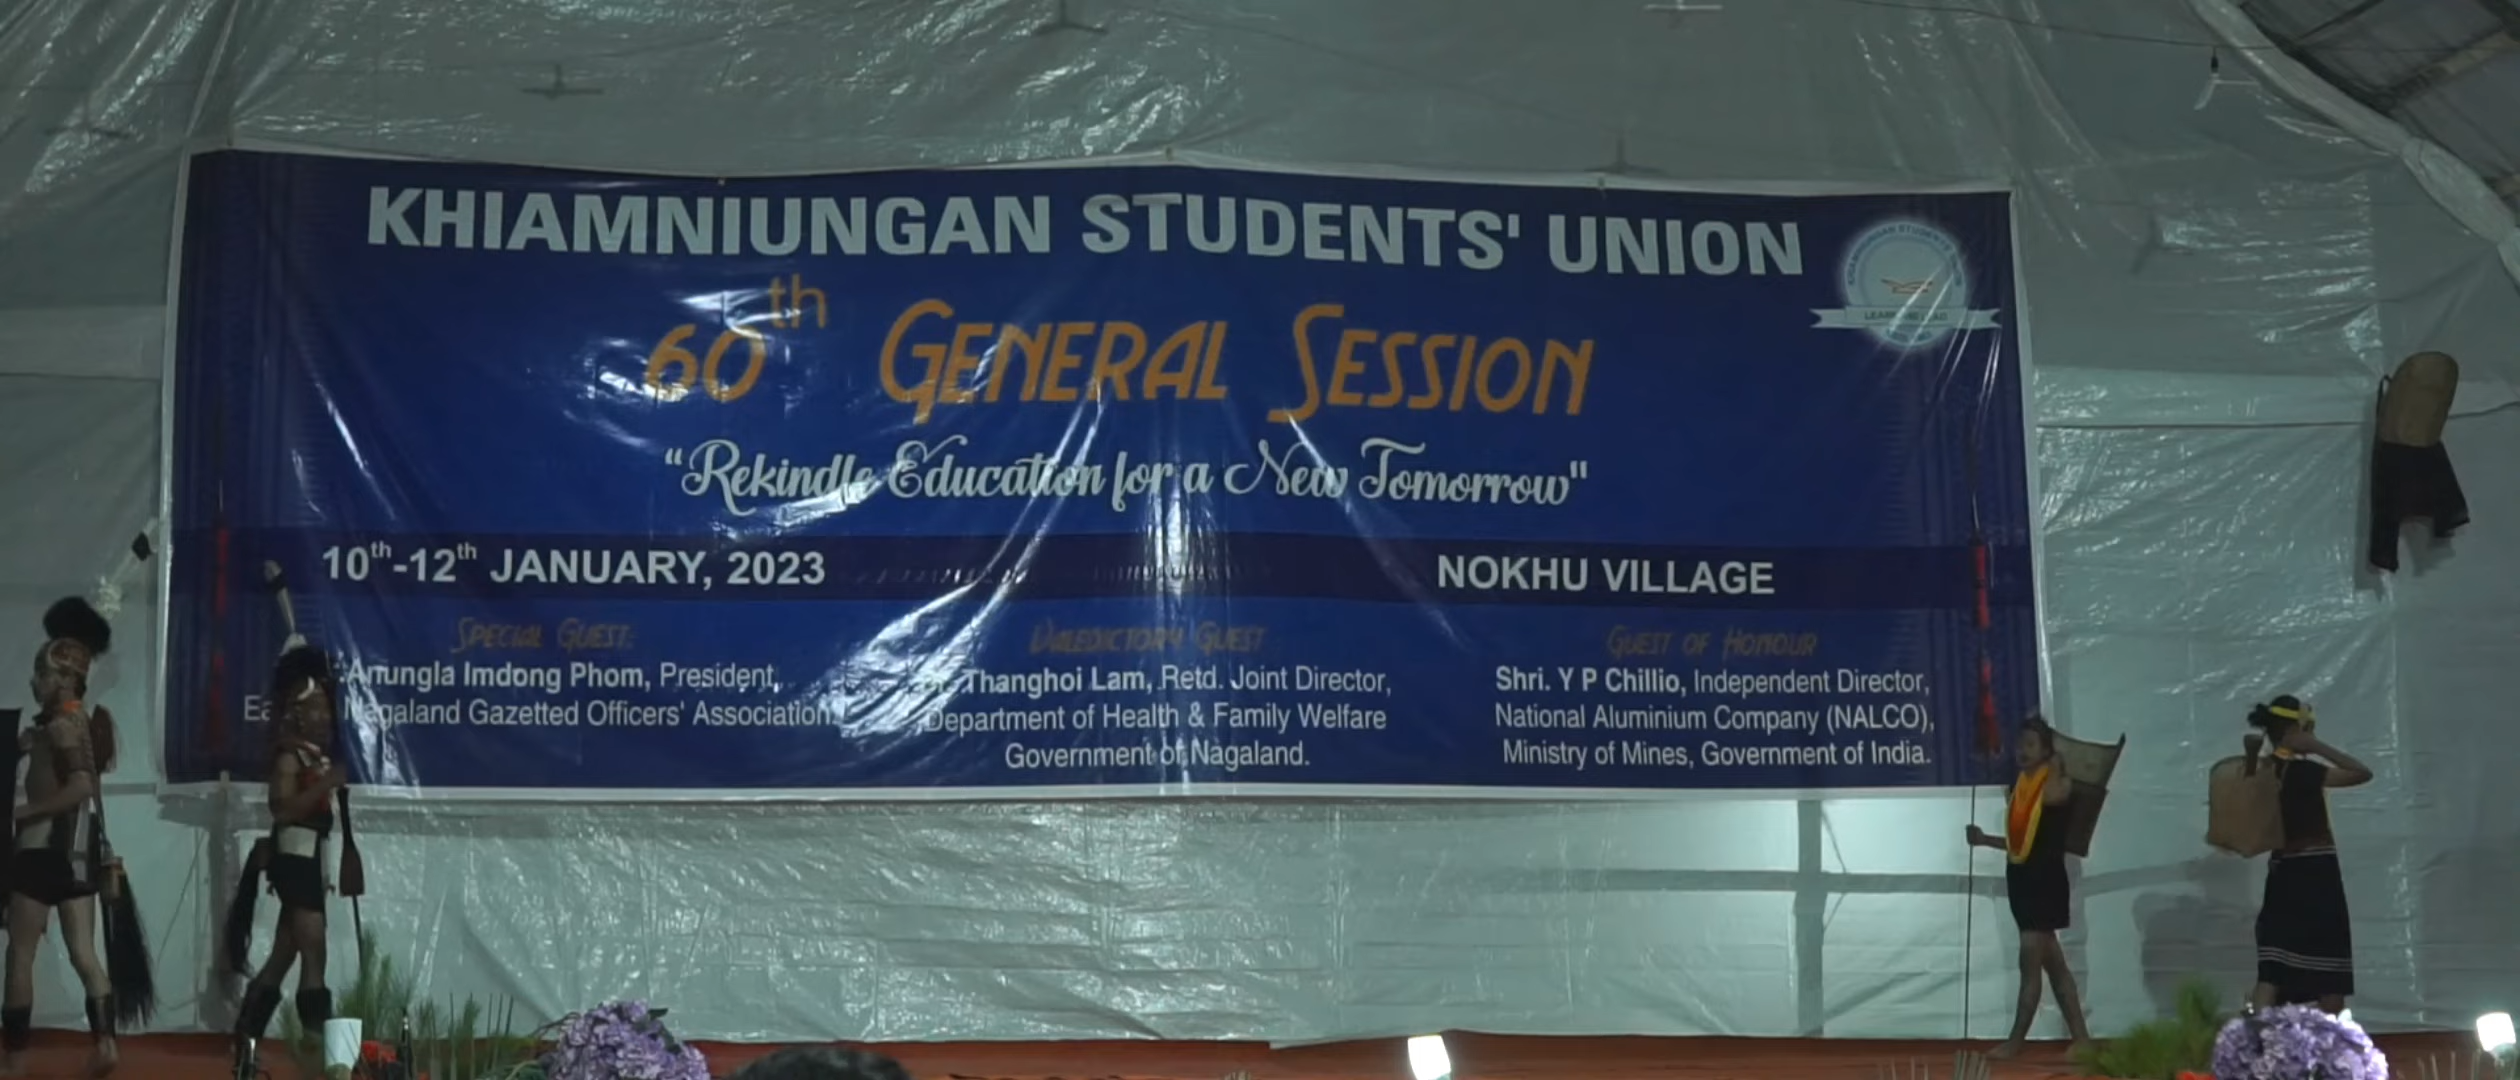 KHIAMNIUNGAN STUDENTS' UNION
60th GENERAL SESSION
"Rekindle Education for a New Tomorrow"
10th-12th JANUARY, 2023
NOKHU VILLAGE
SPECIAL GUEST:
Imdong Phom, President,
Nagaland Gazetted Officers' Association
VALEDICTORY GUEST
Thanghoi Lam, Retd. Joint Director,
Department of Health & Family Welfare
Government of Nagaland.
GUEST OF HONOUR
Shri. Y P Chillio, Independent Director,
National Aluminium Company (NALCO),
Ministry of Mines, Government of India.